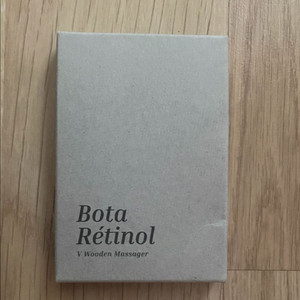 Bota
Rétinol
V Wooden Massager